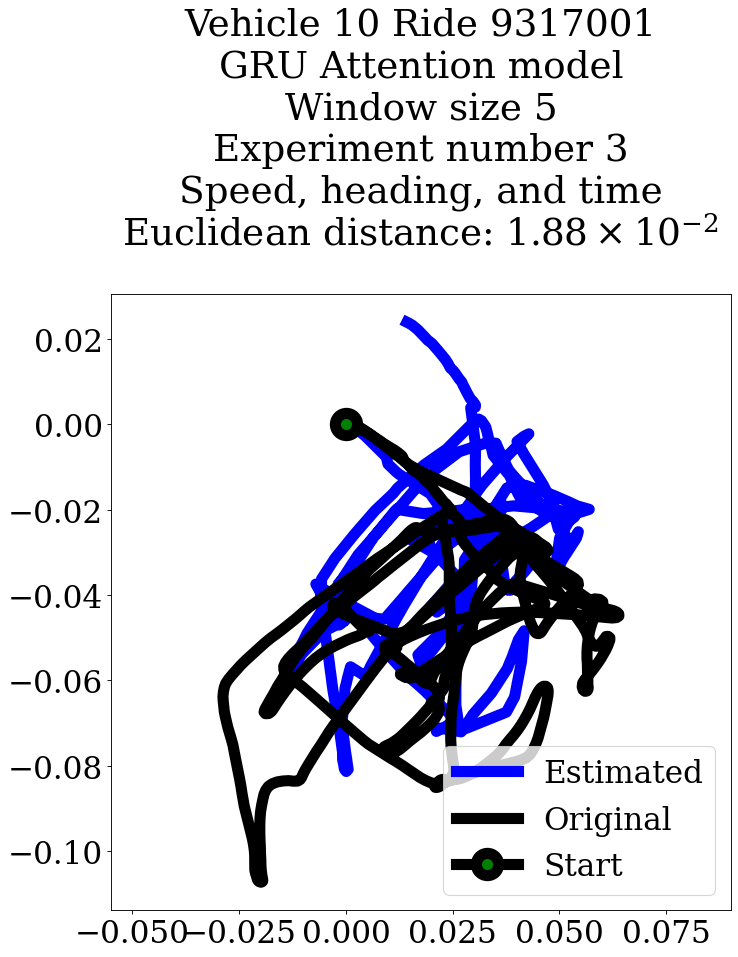 Vehicle 10 Ride 9317001
GRU Attention model
Window size 5
Experiment number 3
Speed, heading, and time
Euclidean distance: 1.88 × 10⁻²
0.02
0.00
−0.02
−0.04
−0.06
−0.08
−0.10
Estimated
Original
Start
−0.050 −0.025 0.000 0.025 0.050 0.075